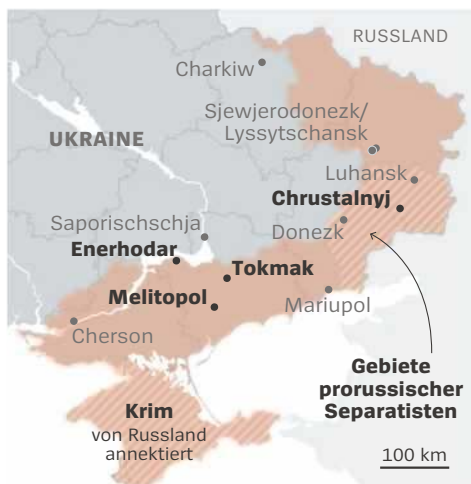 RUSSLAND
Charkiw
Sjewjerodonezk/
Lyssytschansk
UKRAINE
Luhansk
Chrustalnyj
Saporischschja
Donezk
Enerhodar
Tokmak
Melitopol
Mariupol
Cherson
Gebiete
prorussischer
Separatisten
Krim
von Russland
annektiert
100 km